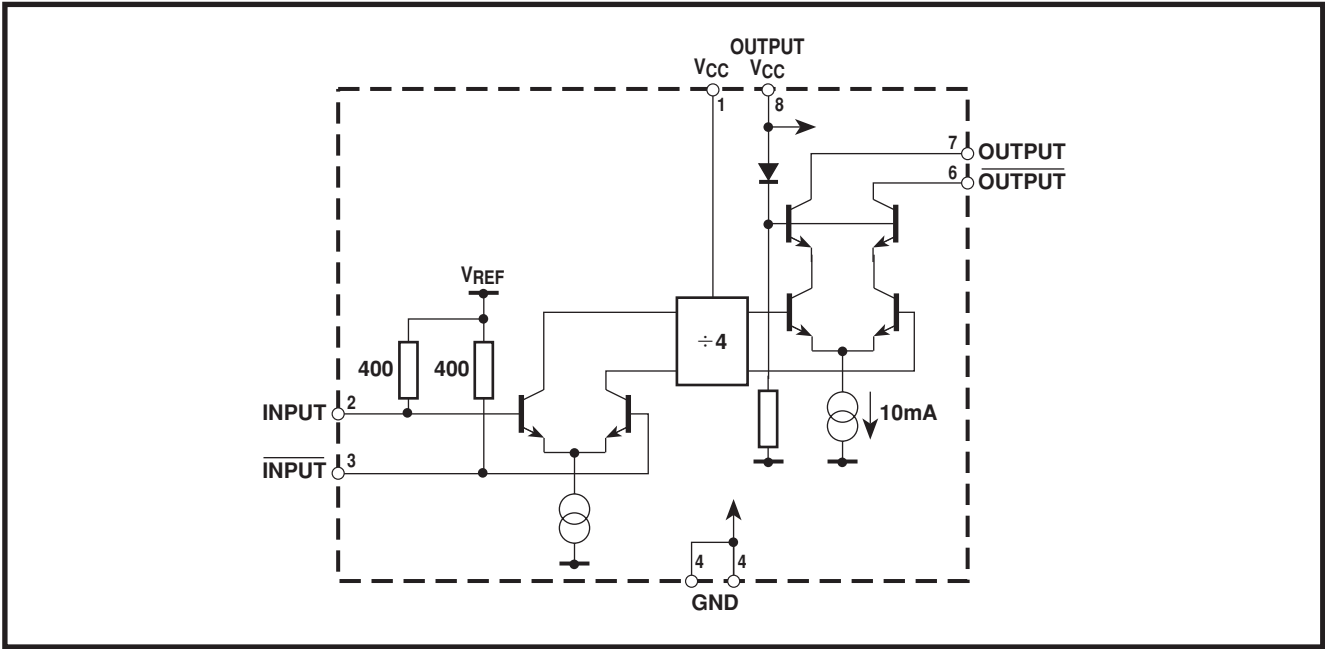 OUTPUT
VCC VCC
1 8
7 OUTPUT
6 OUTPUT
VREF
÷4
400 400
INPUT 2
10mA
INPUT 3
4 4
GND